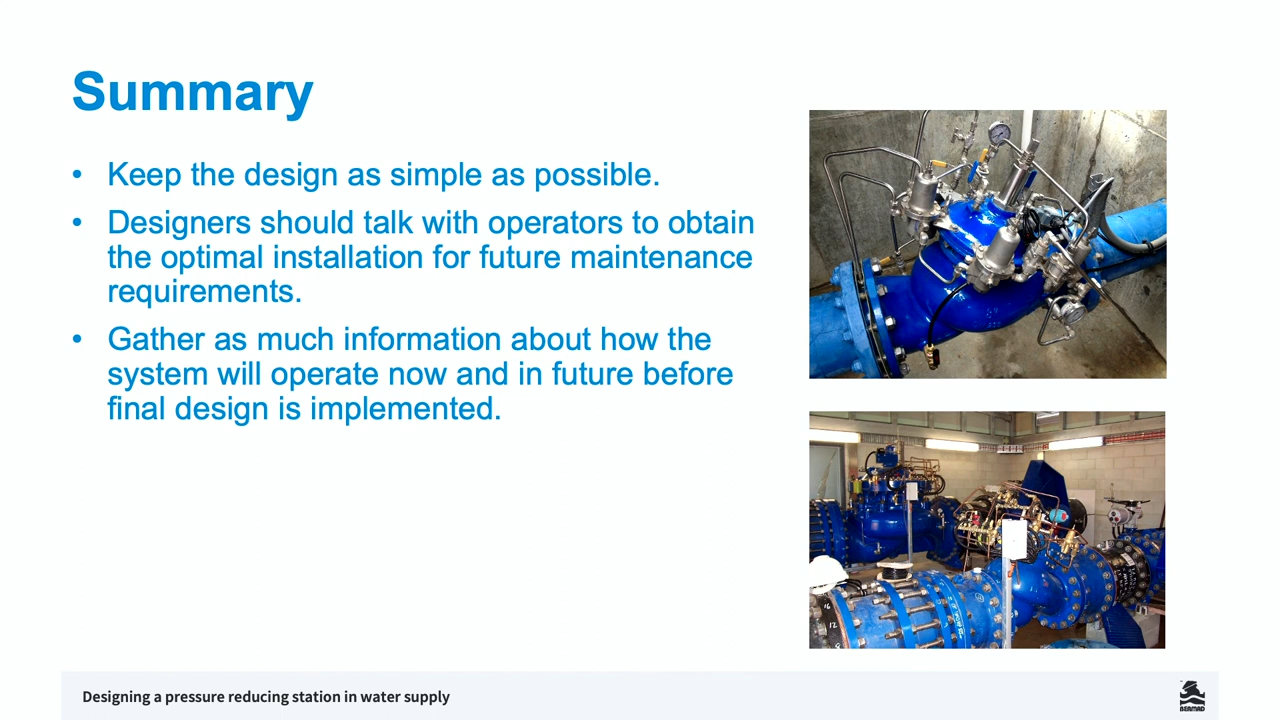 Summary
• Keep the design as simple as possible.
• Designers should talk with operators to obtain
the optimal installation for future maintenance
requirements.
• Gather as much information about how the
system will operate now and in future before
final design is implemented.
Designing a pressure reducing station in water supply
BERMAD